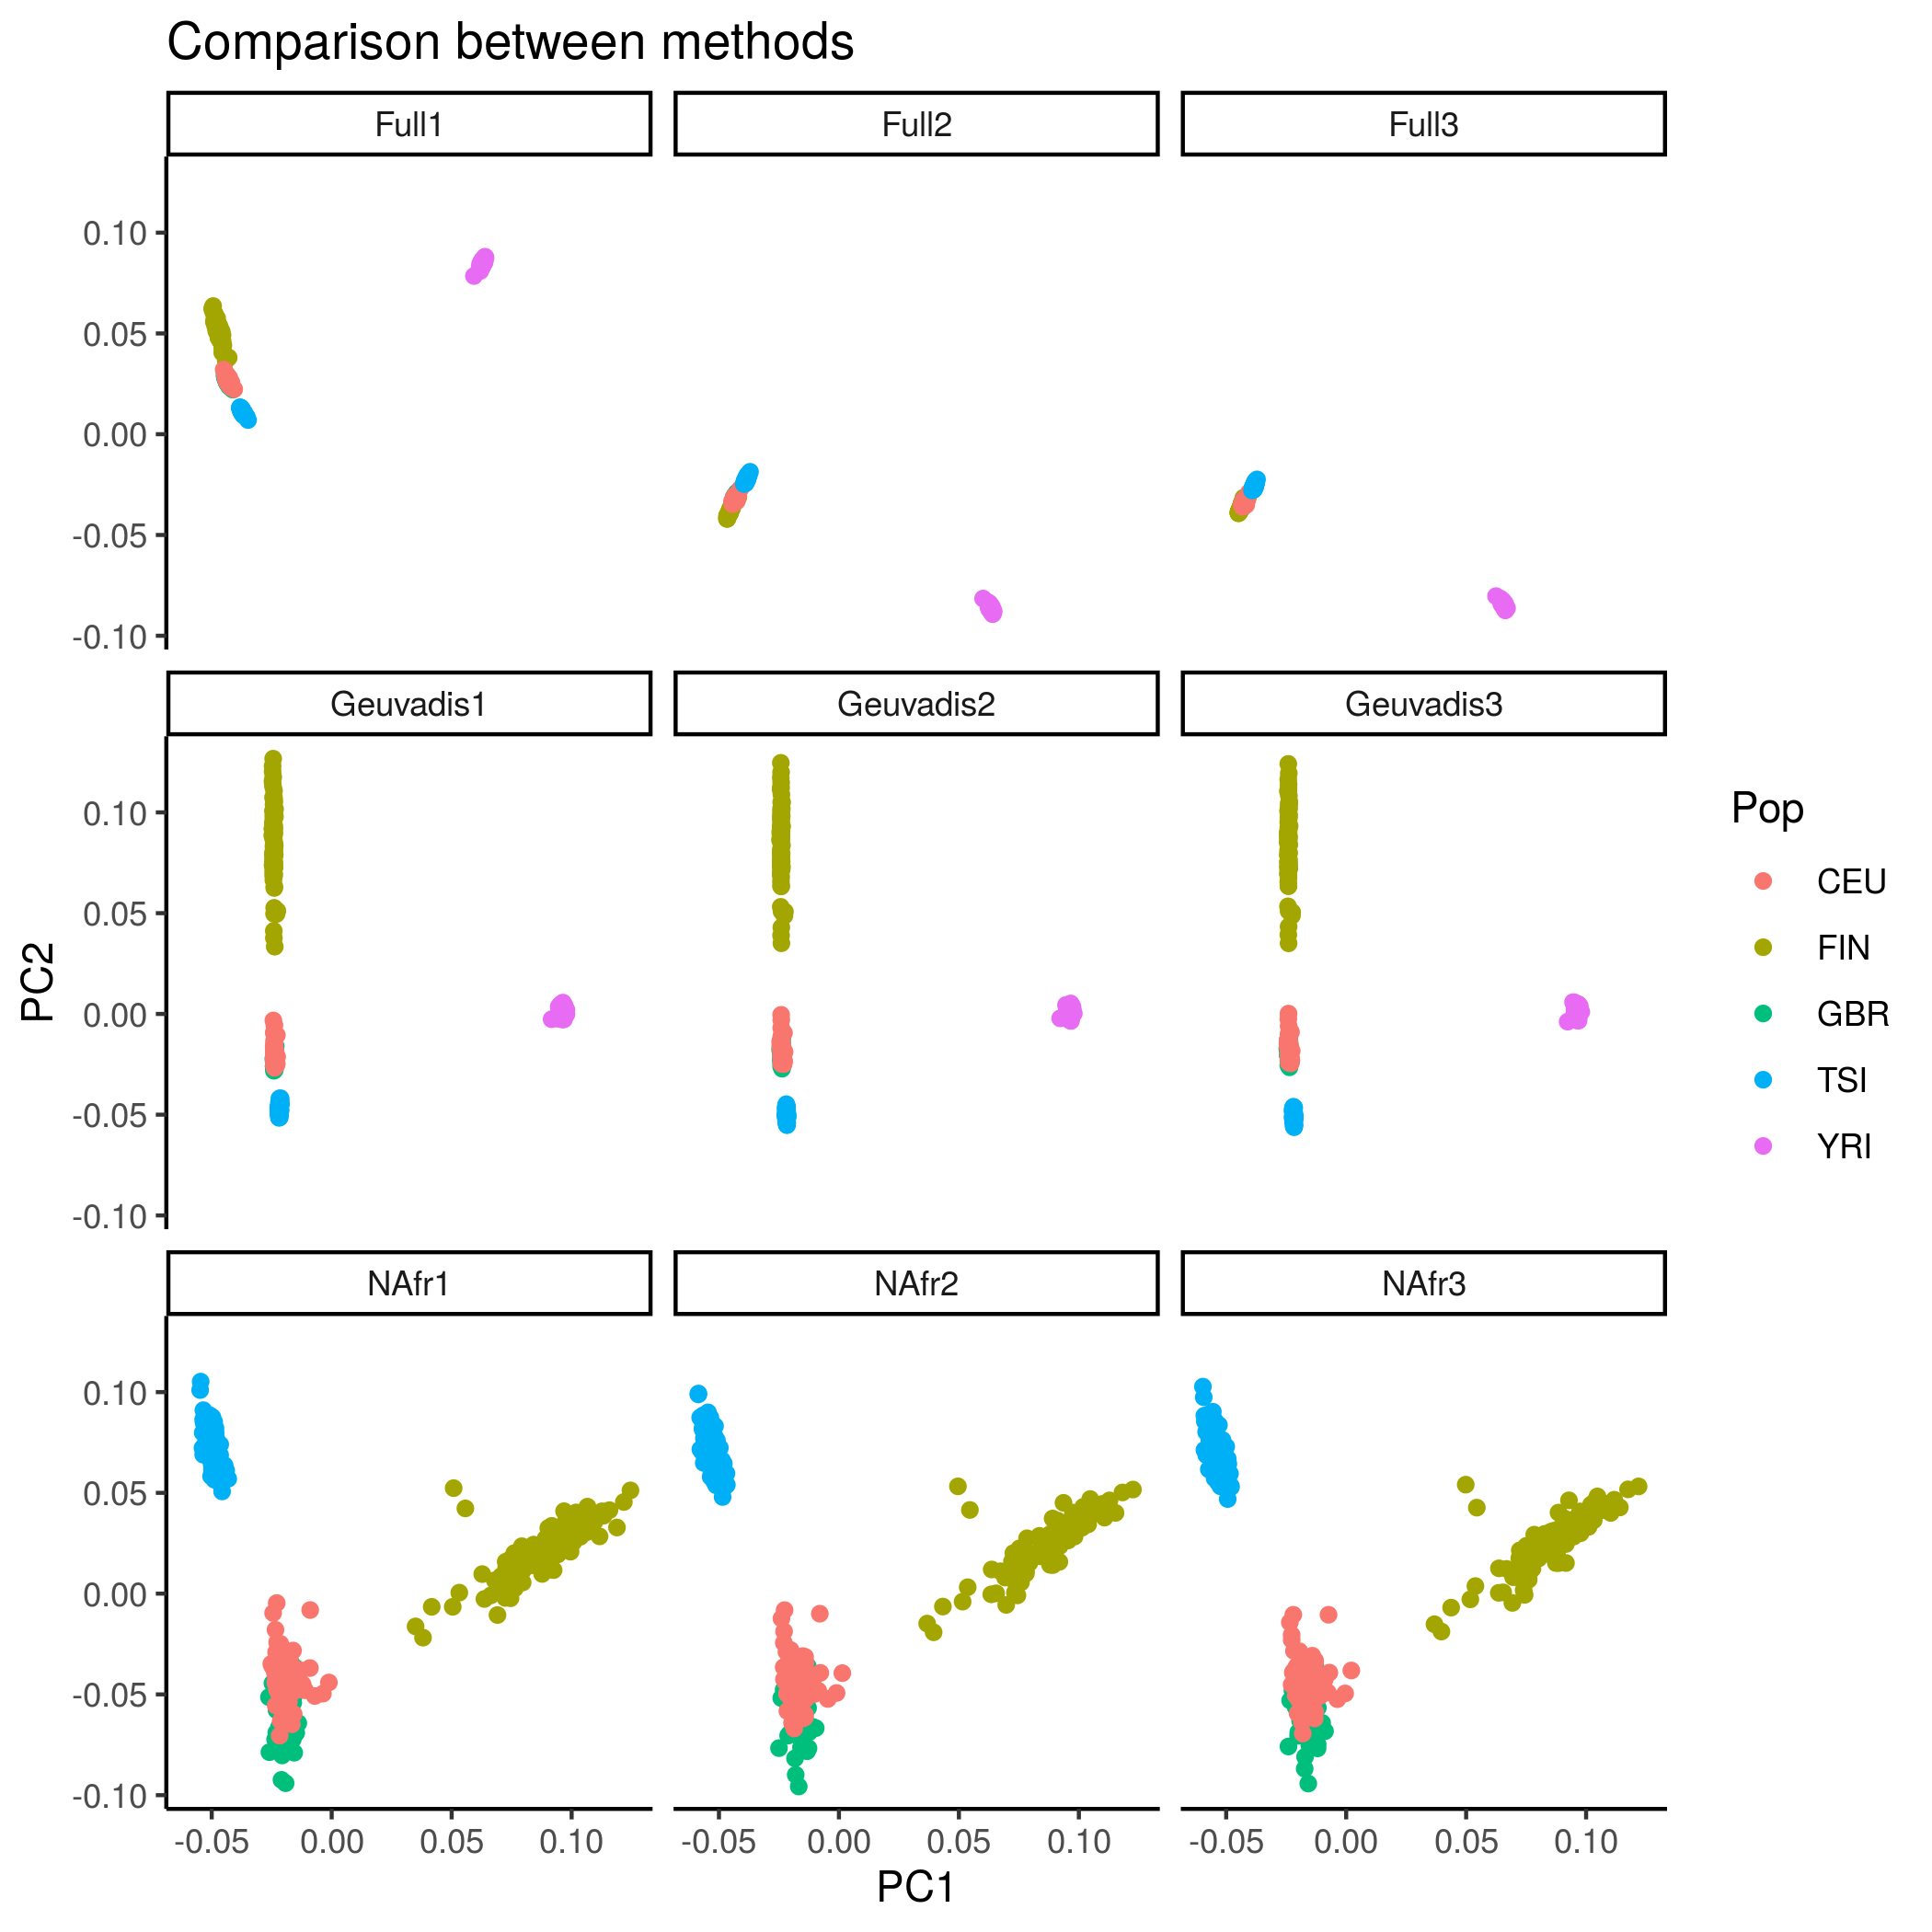 Comparison between methods
Full1 Full2 Full3
0.10
0.05
0.00
-0.05
-0.10
Geuvadis1 Geuvadis2 Geuvadis3
0.10
0.05
0.00
-0.05
-0.10
PC2
NAfr1 NAfr2 NAfr3
0.10
0.05
0.00
-0.05
-0.10
-0.05 0.00 0.05 0.10 -0.05 0.00 0.05 0.10 -0.05 0.00 0.05 0.10
PC1
Pop
CEU
FIN
GBR
TSI
YRI